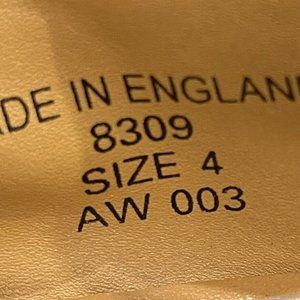 ADE IN ENGLAN
8309
SIZE 4
AW 003